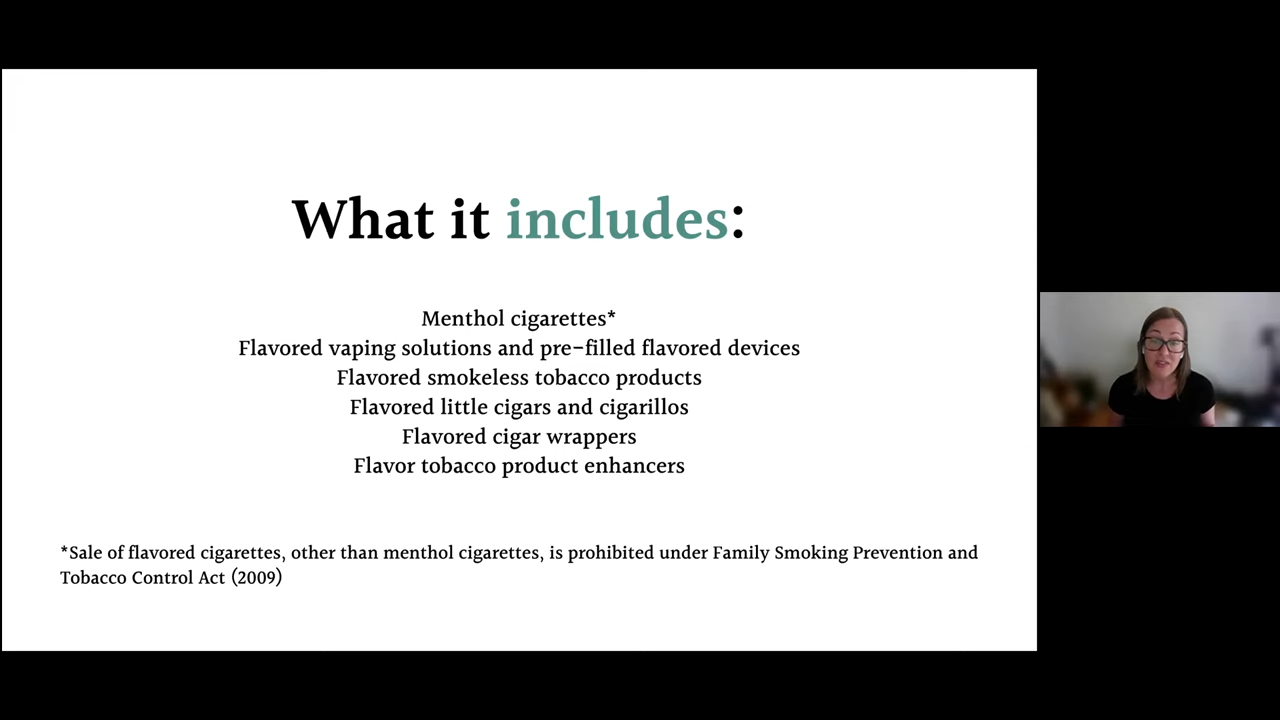 What it includes:
Menthol cigarettes*
Flavored vaping solutions and pre-filled flavored devices
Flavored smokeless tobacco products
Flavored little cigars and cigarillos
Flavored cigar wrappers
Flavor tobacco product enhancers
*Sale of flavored cigarettes, other than menthol cigarettes, is prohibited under Family Smoking Prevention and
Tobacco Control Act (2009)